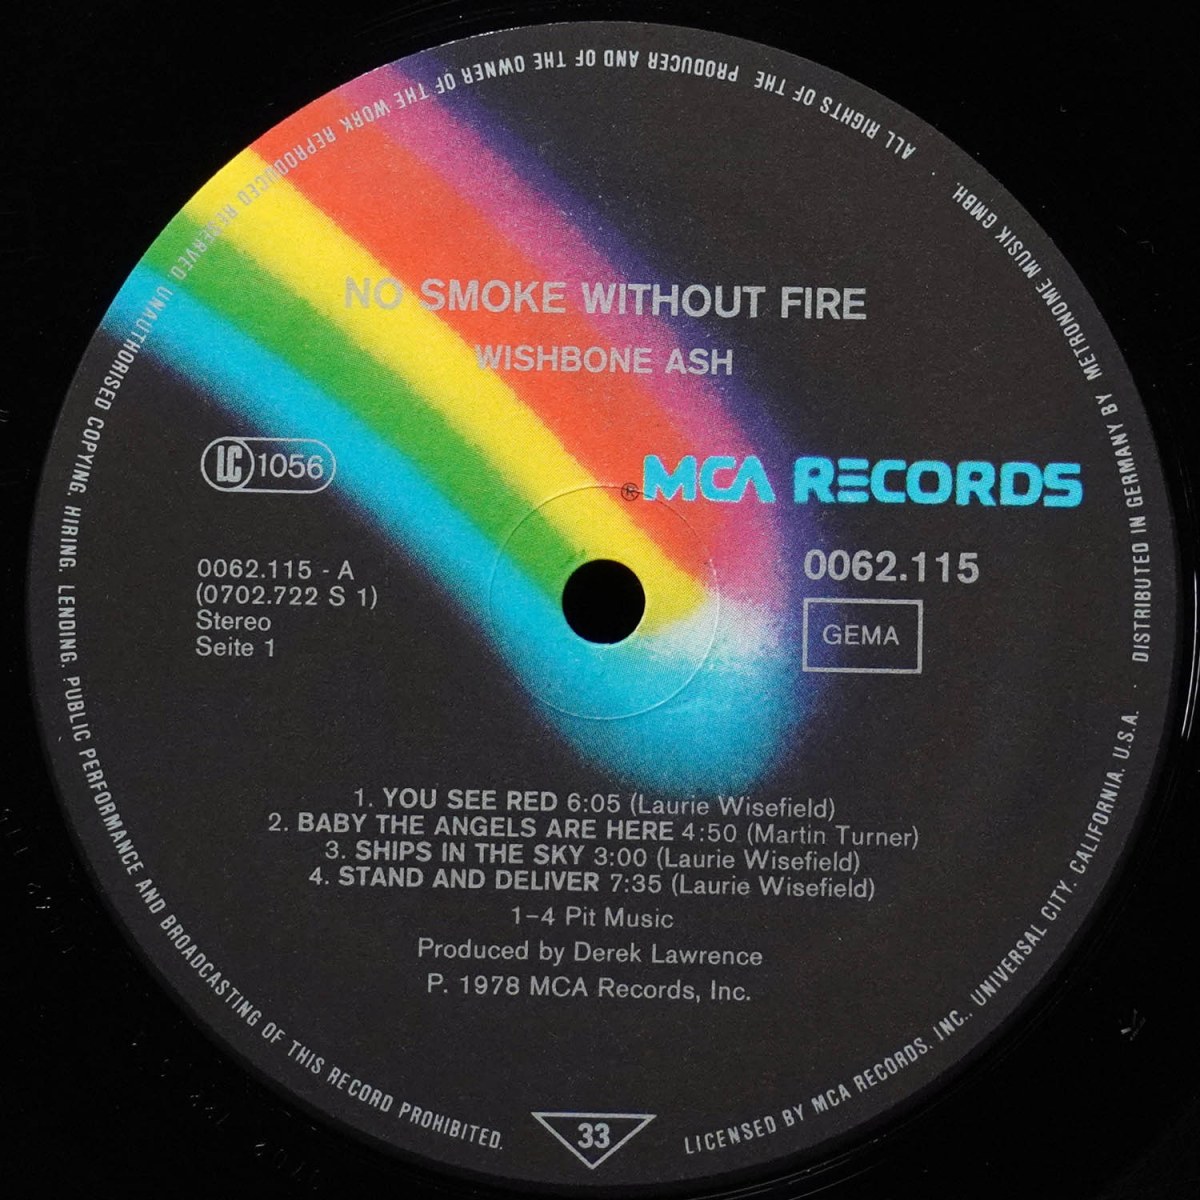 NO SMOKE WITHOUT FIRE
WISHBONE ASH
LC 1056
® MCA RECORDS
0062.115 - A
(0702.722 S 1)
Stereo
Seite 1
0062.115
GEMA
1. YOU SEE RED 6:05 (Laurie Wisefield)
2. BABY THE ANGELS ARE HERE 4:50 (Martin Turner)
3. SHIPS IN THE SKY 3:00 (Laurie Wisefield)
4. STAND AND DELIVER 7:35 (Laurie Wisefield)
1–4 Pit Music
Produced by Derek Lawrence
P. 1978 MCA Records, Inc.
33
ALL RIGHTS OF THE PRODUCER AND OF THE OWNER OF THE WORK REPRODUCED RESERVED. UNAUTHORISED COPYING. HIRING. LENDING. PUBLIC PERFORMANCE AND BROADCASTING OF THIS RECORD PROHIBITED.
LICENSED BY MCA RECORDS. INC., UNIVERSAL CITY. CALIFORNIA. U.S.A. · DISTRIBUTED IN GERMANY BY METRONOME MUSIK GMBH.